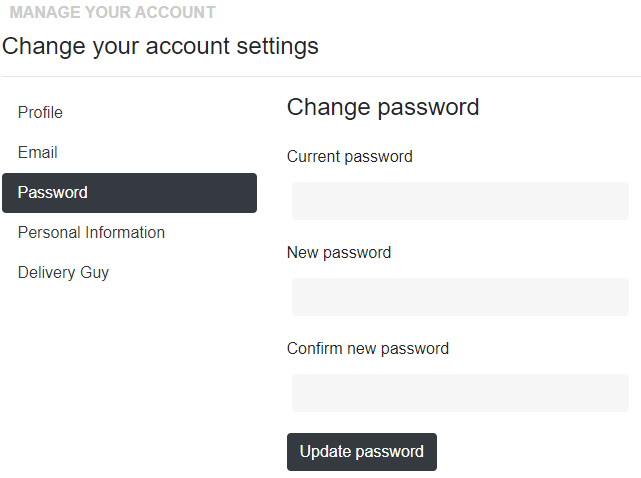 MANAGE YOUR ACCOUNT
Change your account settings
Profile
Email
Password
Personal Information
Delivery Guy
Change password
Current password
New password
Confirm new password
Update password